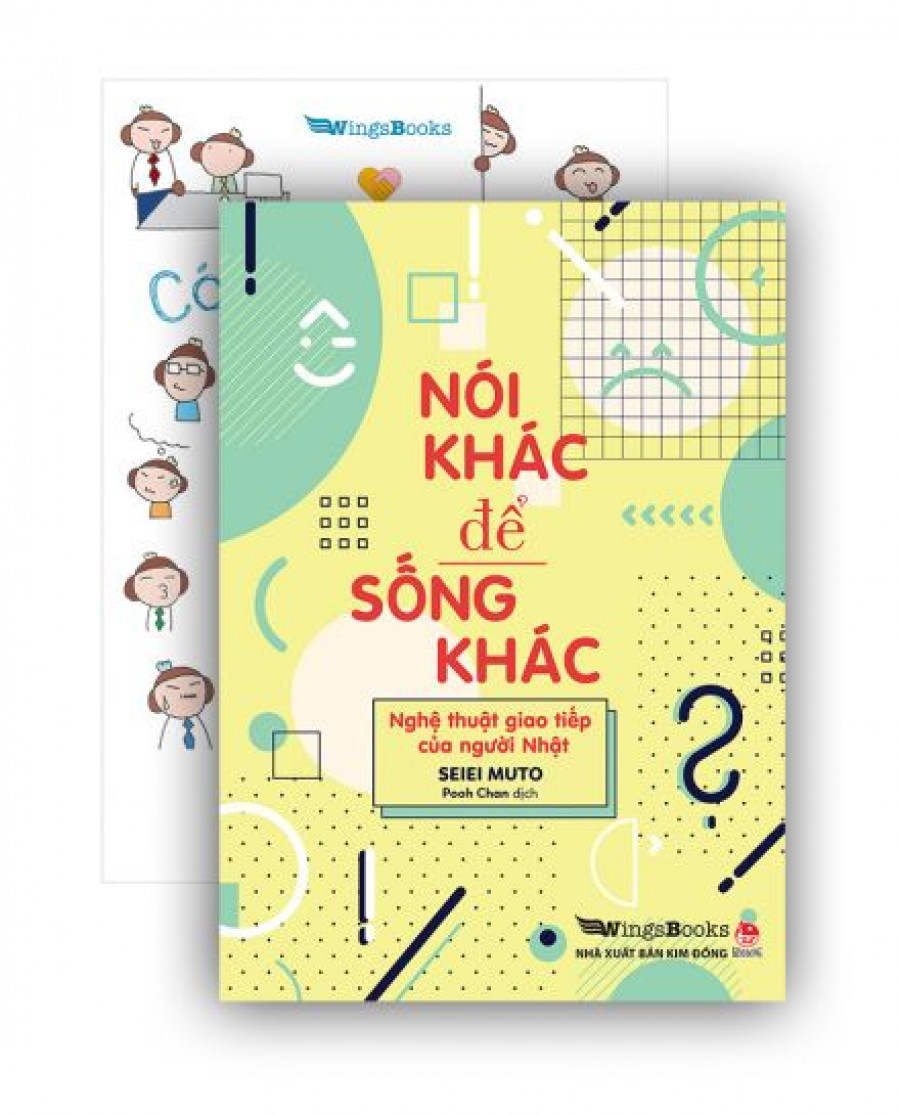 WingsBooks
Có
NÓI
KHÁC
để
SỐNG
KHÁC
Nghệ thuật giao tiếp
của người Nhật
SEIEI MUTO
Pooh Chan dịch
WingsBooks
NHÀ XUẤT BẢN KIM ĐỒNG